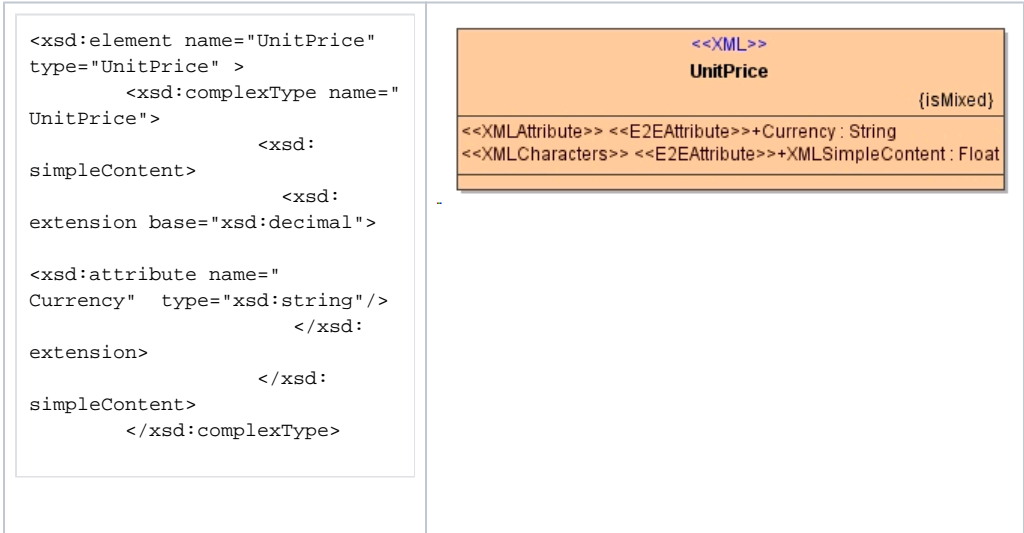 <xsd:element name="UnitPrice"
type="UnitPrice" >
<xsd:complexType name="
UnitPrice">
<xsd:
simpleContent>
<xsd:
extension base="xsd:decimal">
<xsd:attribute name="
Currency"  type="xsd:string"/>
</xsd:
extension>
</xsd:
simpleContent>
</xsd:complexType>
<<XML>>
UnitPrice
{isMixed}
<<XMLAttribute>> <<E2EAttribute>>+Currency : String
<<XMLCharacters>> <<E2EAttribute>>+XMLSimpleContent : Float